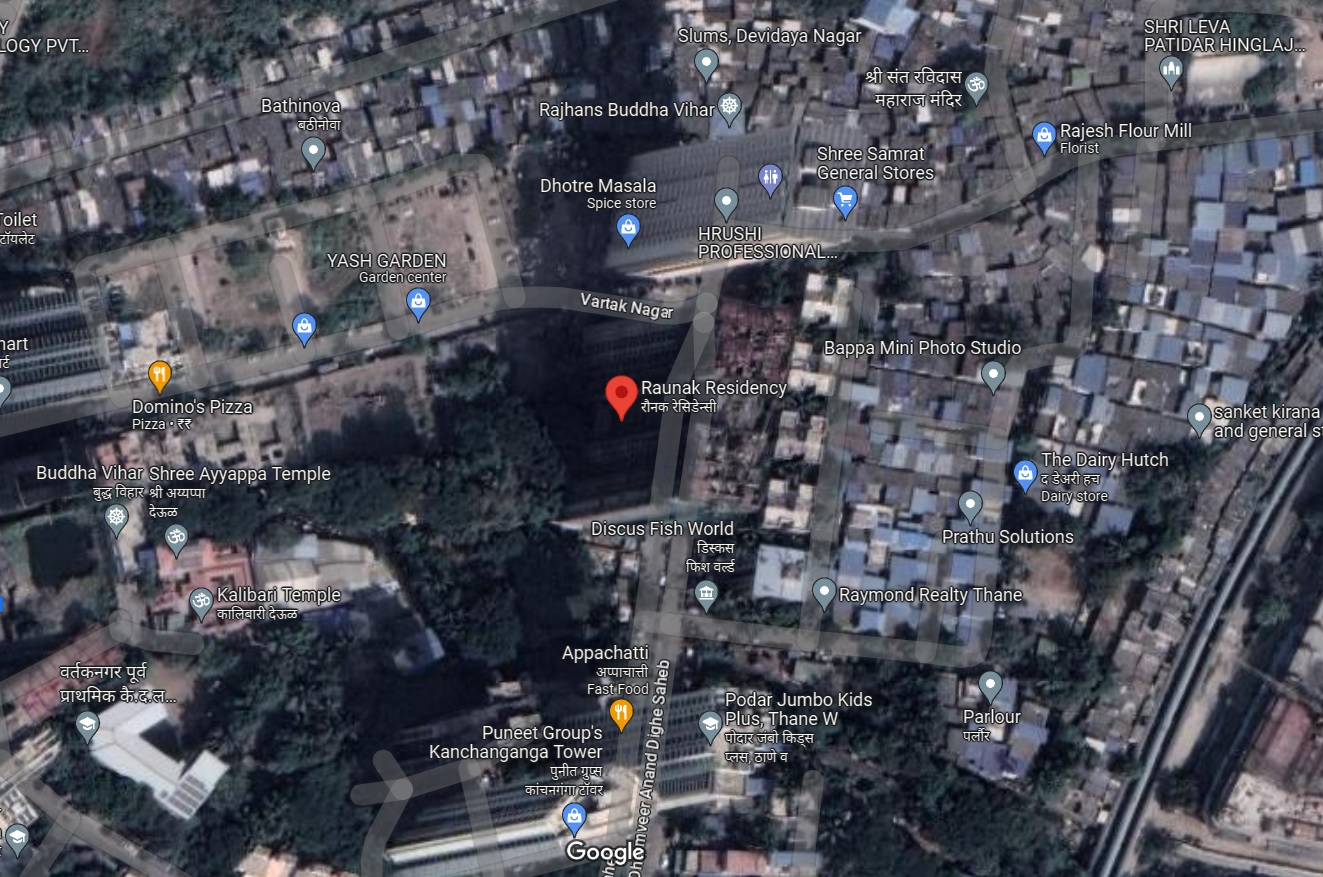 Y
LOGY PVT...
Slums, Devidaya Nagar
SHRI LEVA
PATIDAR HINGLAJ...
श्री संत रविदास
महाराज मंदिर
Bathinova
बठीनोवा
Rajhans Buddha Vihar
Rajesh Flour Mill
Florist
Shree Samrat
General Stores
Dhotre Masala
Spice store
Toilet
टॉयलेट
HRUSHI
PROFESSIONAL...
YASH GARDEN
Garden center
Vartak Nagar
mart
र्ट
Bappa Mini Photo Studio
Raunak Residency
रौनक रेसिडेन्सी
Domino's Pizza
Pizza • ₹₹
sanket kirana
and general st
The Dairy Hutch
द डेअरी हच
Dairy store
Buddha Vihar
बुद्ध विहार
Shree Ayyappa Temple
श्री अय्यप्पा
देऊळ
Discus Fish World
डिस्कस
फिश वर्ल्ड
Prathu Solutions
Kalibari Temple
कालिबारी देऊळ
Raymond Realty Thane
Appachatti
अप्पाचात्ती
Fast Food
वर्तकनगर पूर्व
प्राथमिक कै.द.ल...
Podar Jumbo Kids
Plus, Thane W
पोदार जंबो किड्स
प्लस, ठाणे व
Parlour
पर्लॉर
Puneet Group's
Kanchanganga Tower
पुनीत ग्रुप्स
कांचनगंगा टॉवर
Dharamveer Anand Dighe Saheb
Google